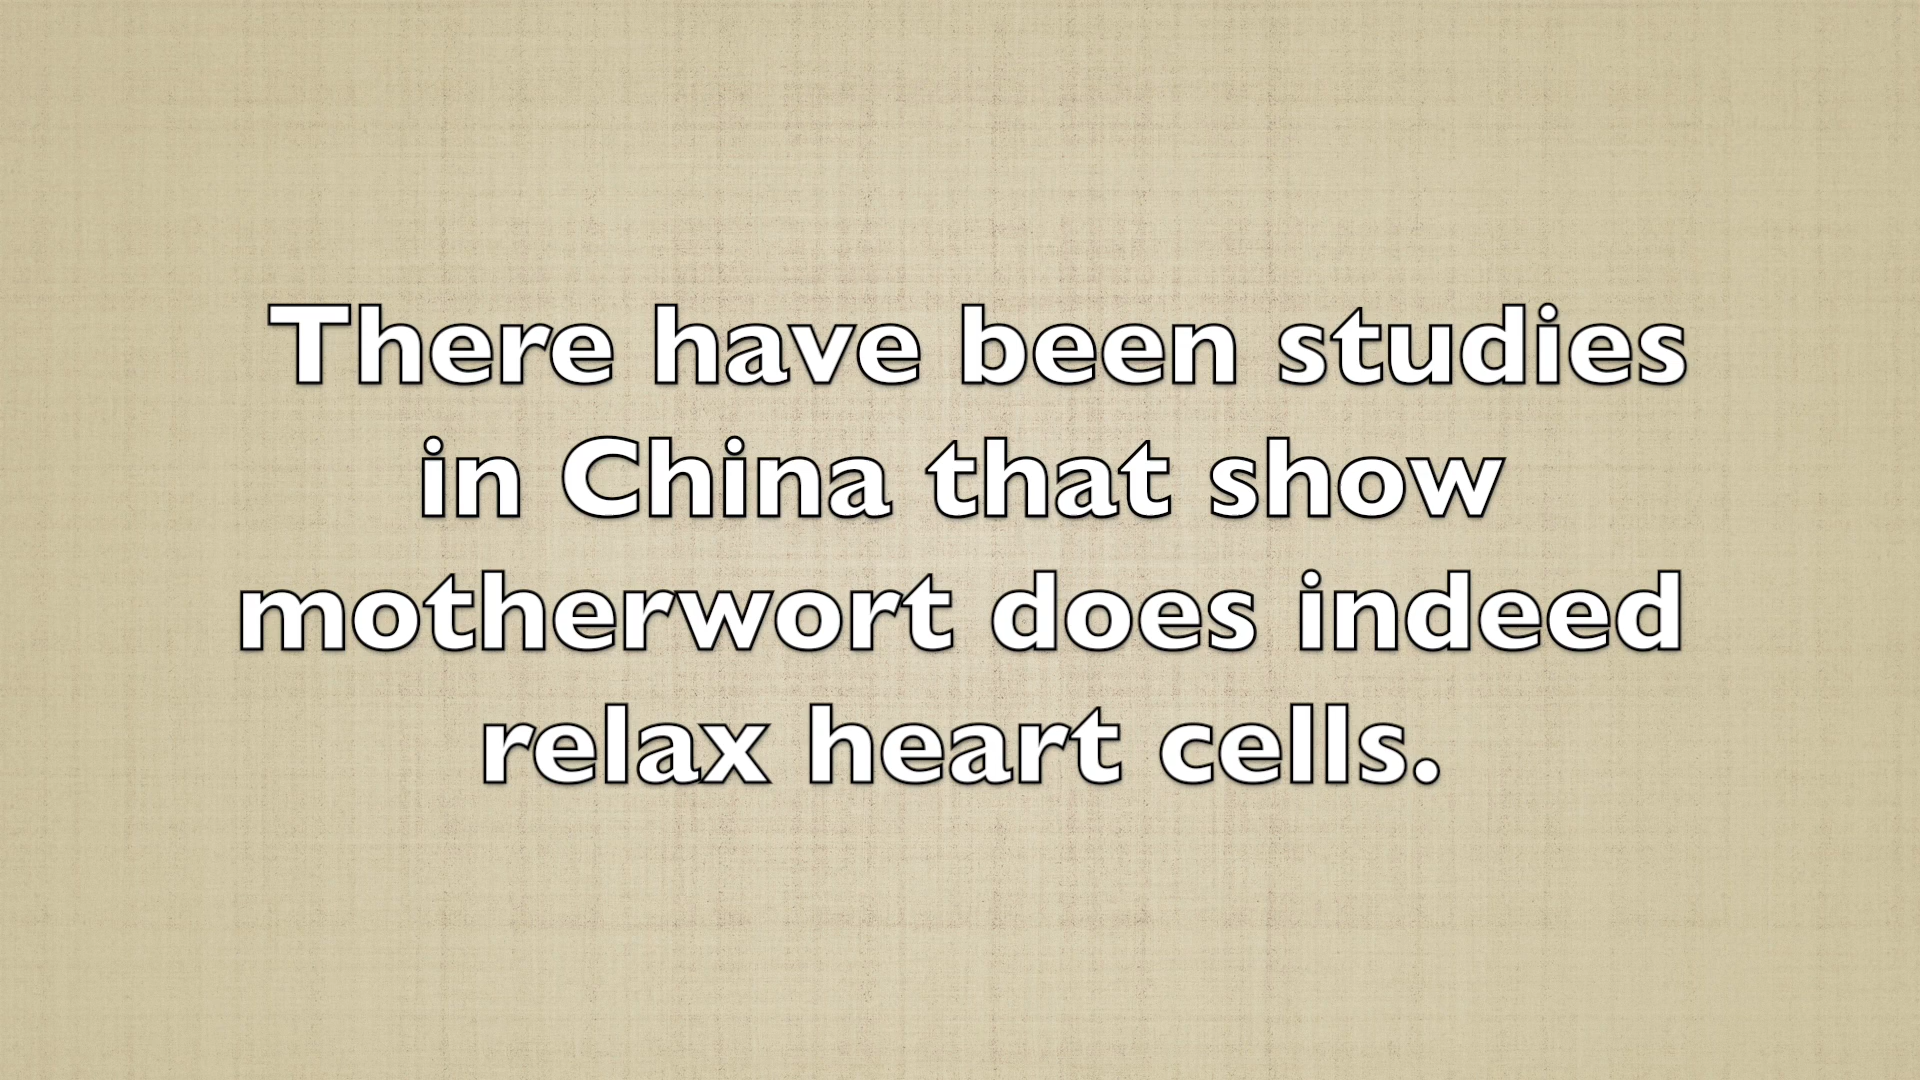 There have been studies
in China that show
motherwort does indeed
relax heart cells.